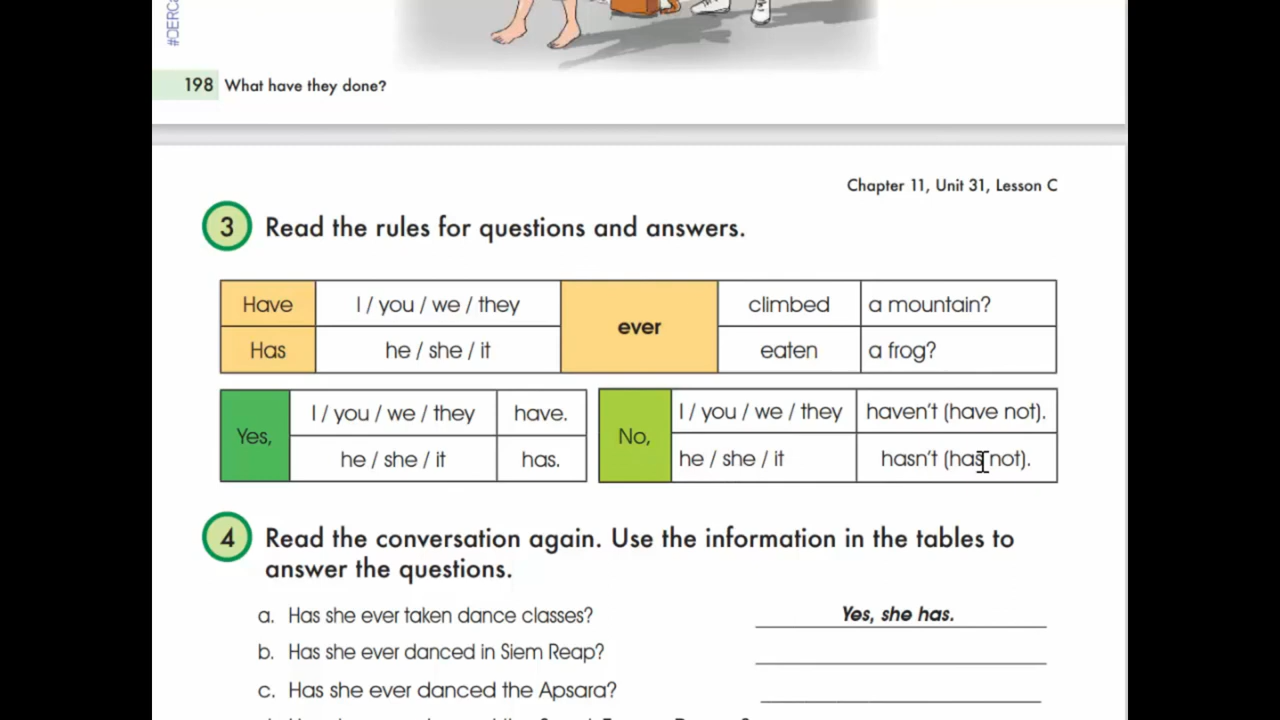 #OERC
198 What have they done?
Chapter 11, Unit 31, Lesson C
3 Read the rules for questions and answers.
Have I / you / we / they ever climbed a mountain?
Has he / she / it eaten a frog?
Yes, I / you / we / they have.
he / she / it has.
No, I / you / we / they haven't (have not).
he / she / it hasn't (has not).
4 Read the conversation again. Use the information in the tables to
answer the questions.
a. Has she ever taken dance classes? Yes, she has.
b. Has she ever danced in Siem Reap?
c. Has she ever danced the Apsara?